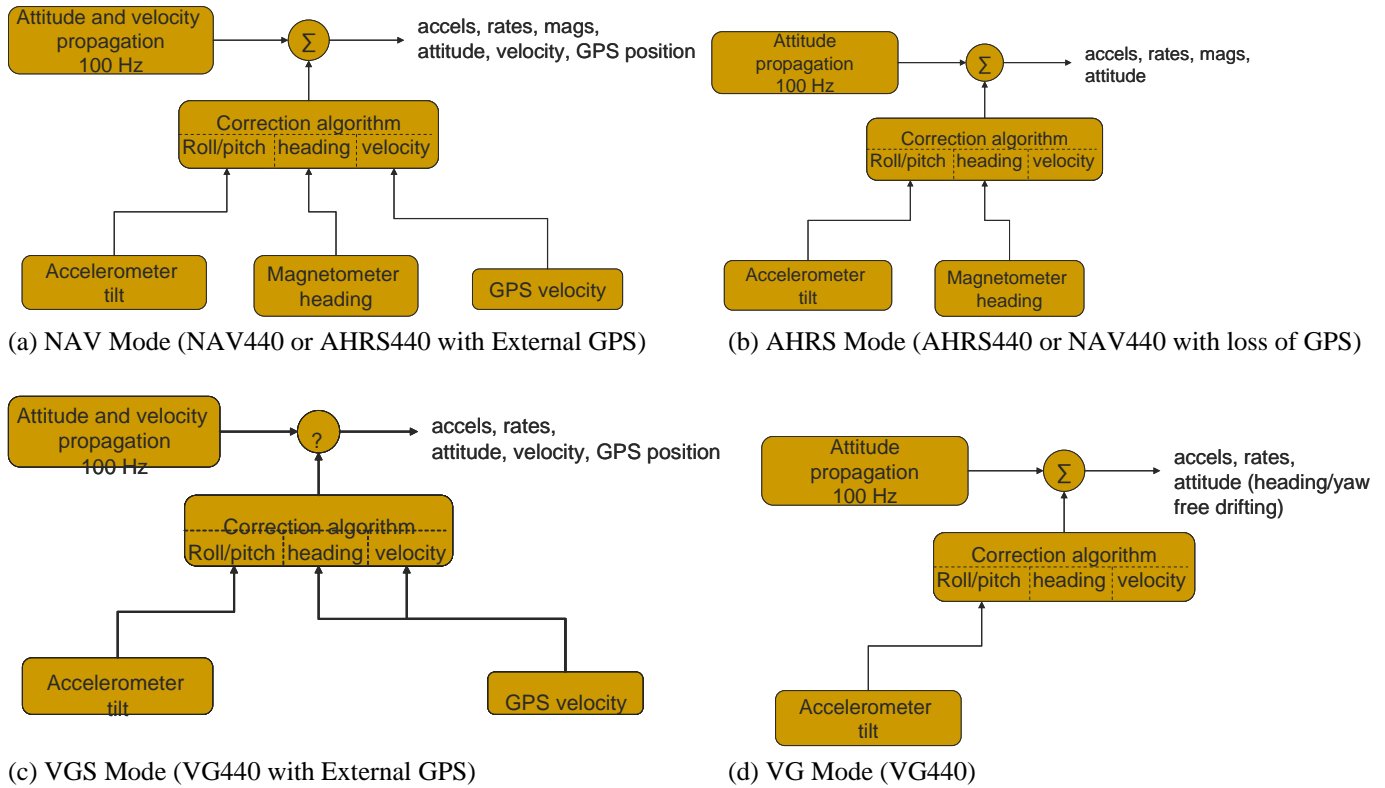 Attitude and velocity
propagation
100 Hz
Σ
accels, rates, mags,
attitude, velocity, GPS position
Correction algorithm
Roll/pitch heading velocity
Accelerometer
tilt
Magnetometer
heading
GPS velocity
(a) NAV Mode (NAV440 or AHRS440 with External GPS)
Attitude
propagation
100 Hz
Σ
accels, rates, mags,
attitude
Correction algorithm
Roll/pitch heading velocity
Accelerometer
tilt
Magnetometer
heading
(b) AHRS Mode (AHRS440 or NAV440 with loss of GPS)
Attitude and velocity
propagation
100 Hz
?
accels, rates,
attitude, velocity, GPS position
Correction algorithm
Roll/pitch heading velocity
Accelerometer
tilt
GPS velocity
(c) VGS Mode (VG440 with External GPS)
Attitude
propagation
100 Hz
Σ
accels, rates,
attitude (heading/yaw
free drifting)
Correction algorithm
Roll/pitch heading velocity
Accelerometer
tilt
(d) VG Mode (VG440)